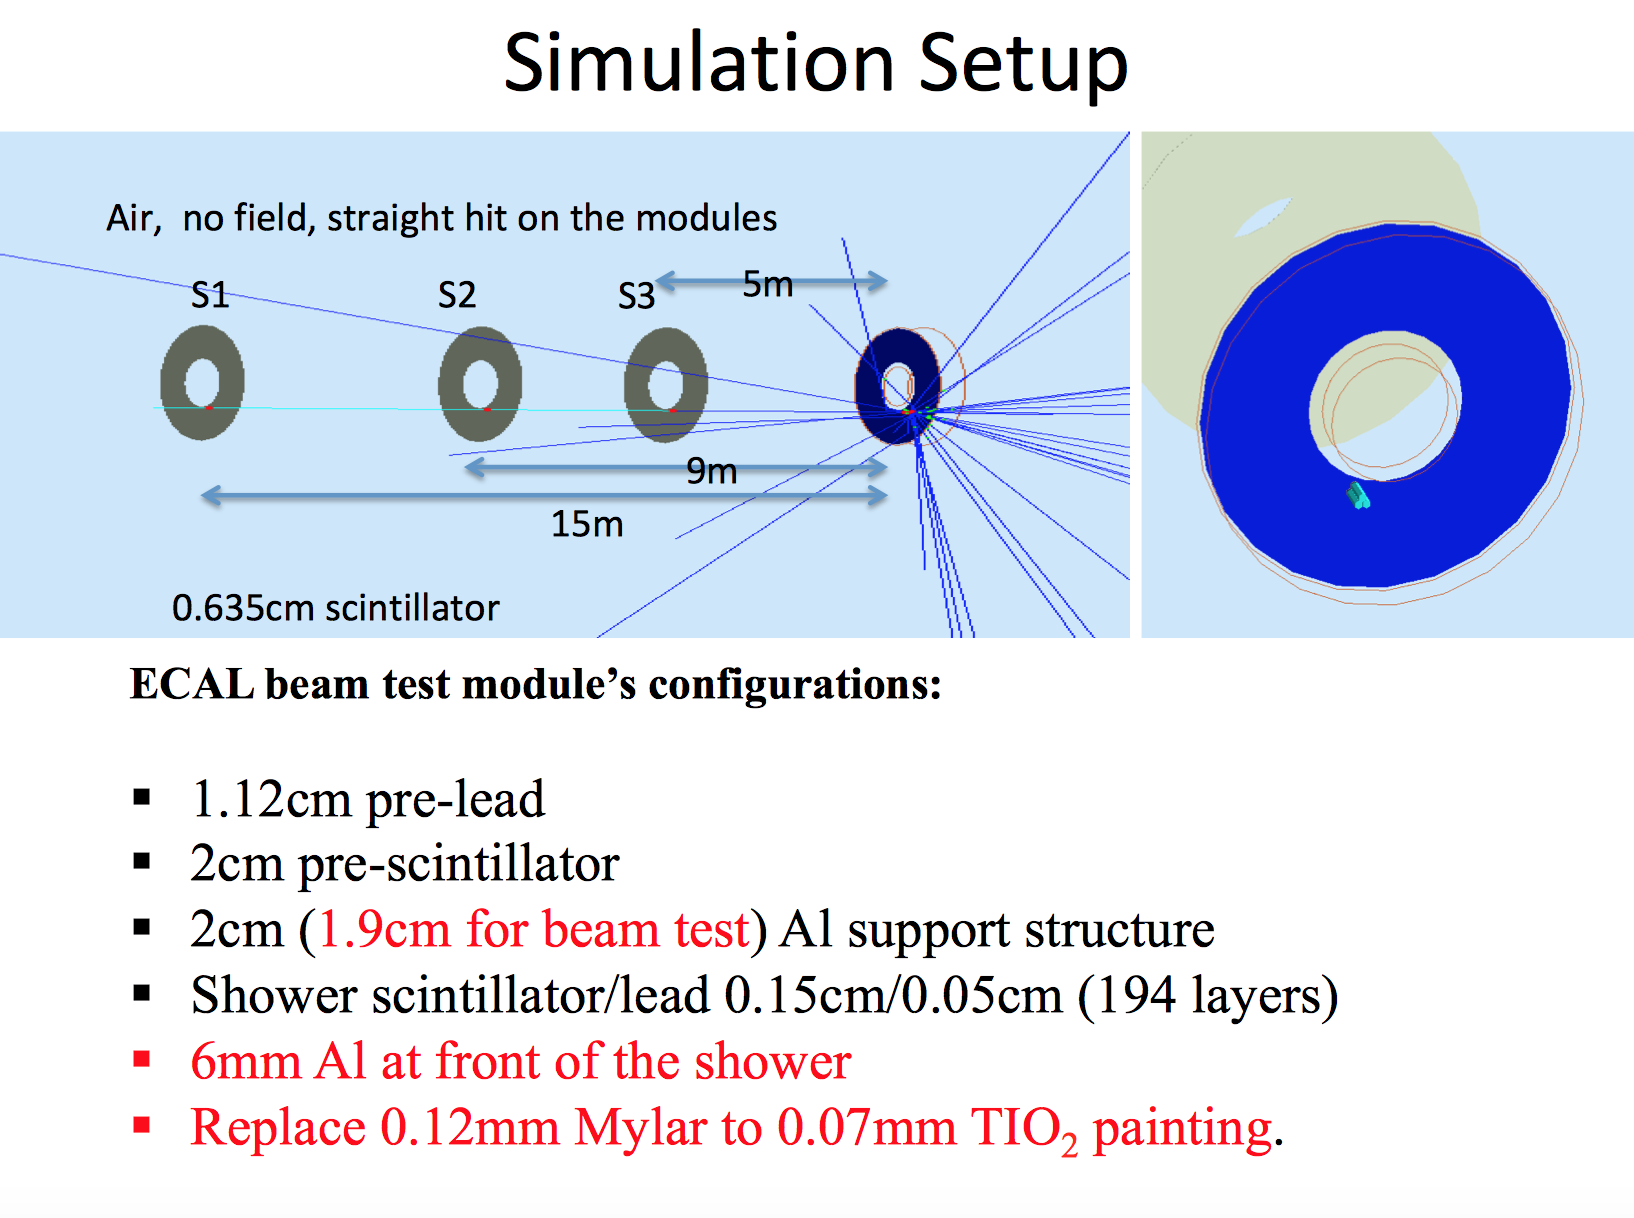 Simulation Setup
Air, no field, straight hit on the modules
S1
S2
S3
5m
9m
15m
0.635cm scintillator
ECAL beam test module’s configurations:
▪ 1.12cm pre-lead
▪ 2cm pre-scintillator
▪ 2cm (1.9cm for beam test) Al support structure
▪ Shower scintillator/lead 0.15cm/0.05cm (194 layers)
▪ 6mm Al at front of the shower
▪ Replace 0.12mm Mylar to 0.07mm TIO₂ painting.